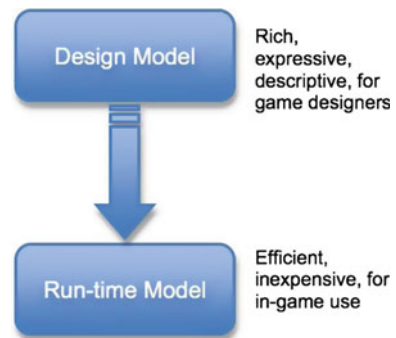 Design Model
Rich,
expressive,
descriptive, for
game designers
Run-time Model
Efficient,
inexpensive, for
in-game use